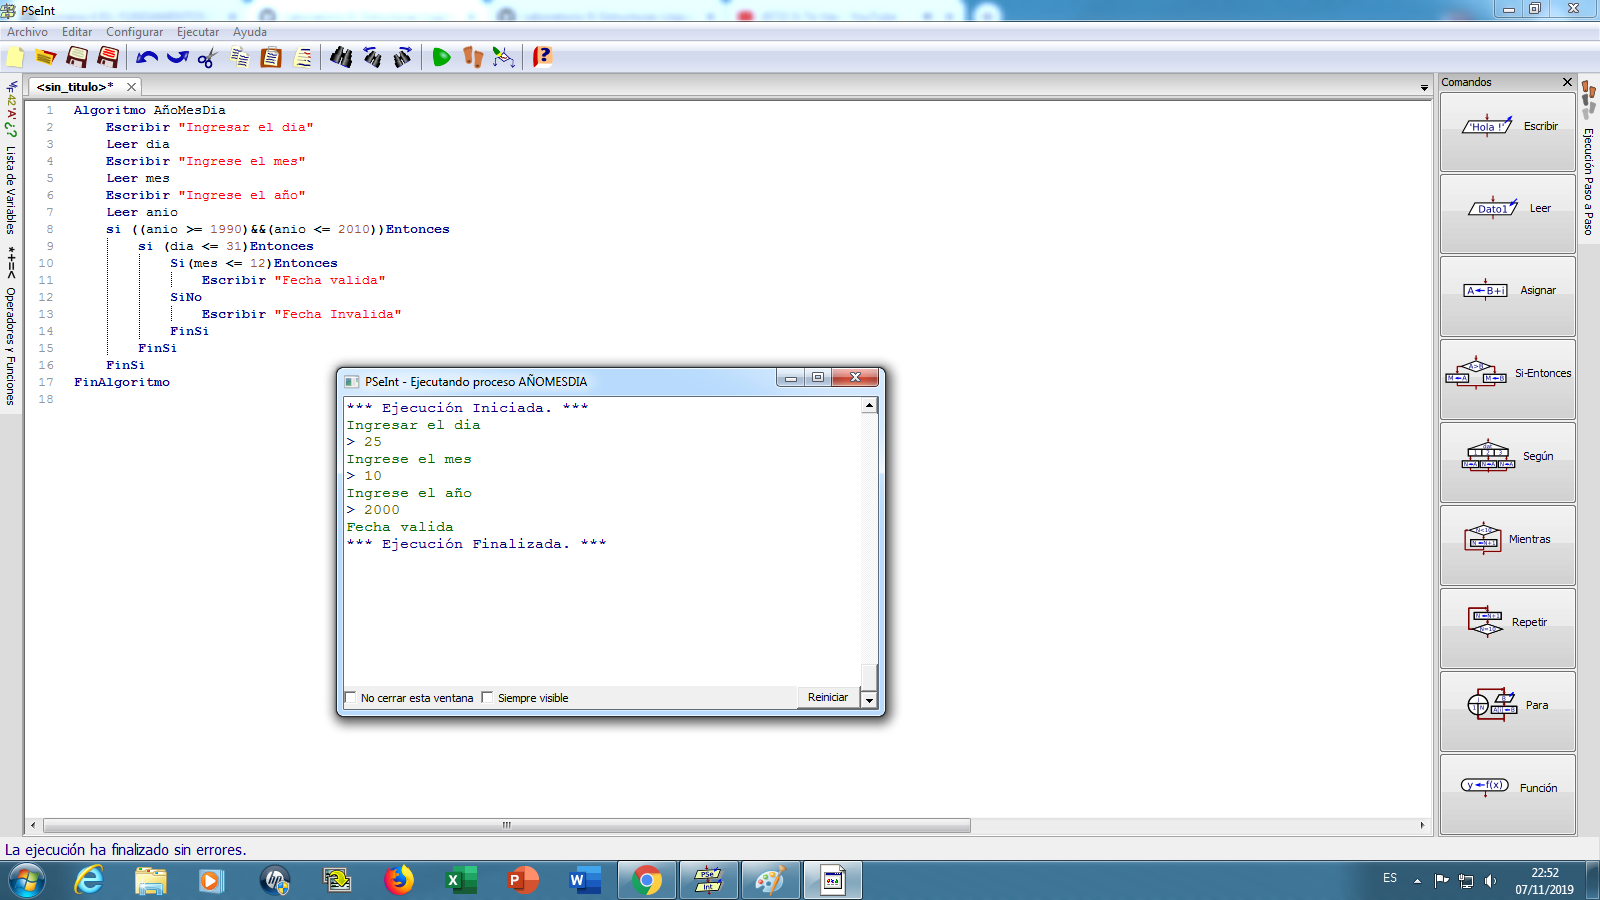 PSeInt
Archivo Editar Configurar Ejecutar Ayuda
<sin_titulo>*
Lista de Variables
*+=< Operadores y Funciones
1 Algoritmo AñoMesDia
2 Escribir "Ingresar el dia"
3 Leer dia
4 Escribir "Ingrese el mes"
5 Leer mes
6 Escribir "Ingrese el año"
7 Leer anio
8 si ((anio >= 1990)&&(anio <= 2010))Entonces
9 si (dia <= 31)Entonces
10 Si(mes <= 12)Entonces
11 Escribir "Fecha valida"
12 SiNo
13 Escribir "Fecha Invalida"
14 FinSi
15 FinSi
16 FinSi
17 FinAlgoritmo
18
PSeInt - Ejecutando proceso AÑOMESDIA
*** Ejecución Iniciada. ***
Ingresar el dia
> 25
Ingrese el mes
> 10
Ingrese el año
> 2000
Fecha valida
*** Ejecución Finalizada. ***
No cerrar esta ventana Siempre visible Reiniciar
Comandos
'Hola !' Escribir
Dato1 Leer
A←B+i Asignar
A>B M←A M←B Si-Entonces
Según
Mientras
Repetir
Para
y←f(x) Función
Ejecución Paso a Paso
La ejecución ha finalizado sin errores.
PSe
Int
ES
22:52
07/11/2019